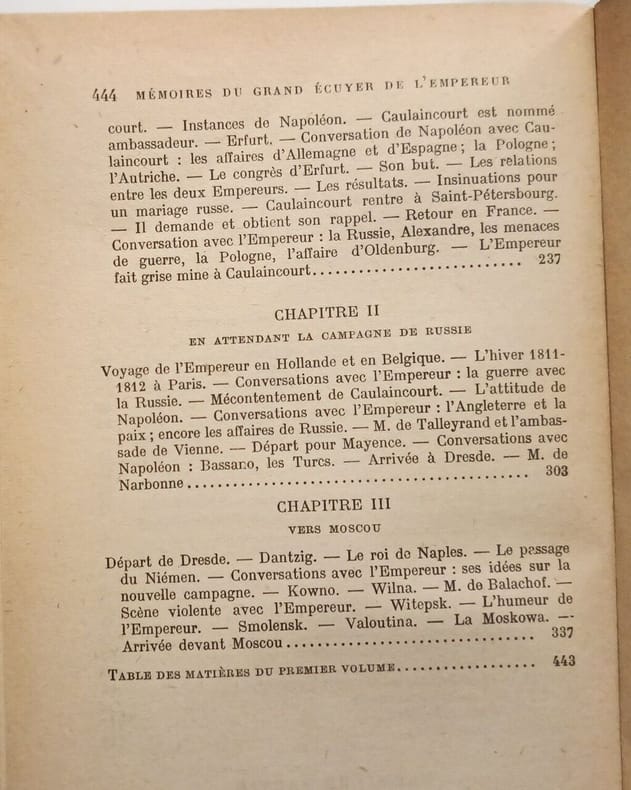 444 MÉMOIRES DU GRAND ÉCUYER DE L'EMPEREUR
court. — Instances de Napoléon. — Caulaincourt est nommé
ambassadeur. — Erfurt. — Conversation de Napoléon avec Cau-
laincourt : les affaires d'Allemagne et d'Espagne ; la Pologne ;
l'Autriche. — Le congrès d'Erfurt. — Son but. — Les relations
entre les deux Empereurs. — Les résultats. — Insinuations pour
un mariage russe. — Caulaincourt rentre à Saint-Pétersbourg.
— Il demande et obtient son rappel. — Retour en France. —
Conversation avec l'Empereur : la Russie, Alexandre, les menaces
de guerre, la Pologne, l'affaire d'Oldenburg. — L'Empereur
fait grise mine à Caulaincourt.......................... 237
CHAPITRE II
EN ATTENDANT LA CAMPAGNE DE RUSSIE
Voyage de l'Empereur en Hollande et en Belgique. — L'hiver 1811-
1812 à Paris. — Conversations avec l'Empereur : la guerre avec
la Russie. — Mécontentement de Caulaincourt. — L'attitude de
Napoléon. — Conversations avec l'Empereur : l'Angleterre et la
paix ; encore les affaires de Russie. — M. de Talleyrand et l'ambas-
sade de Vienne. — Départ pour Mayence. — Conversations avec
Napoléon : Bassano, les Turcs. — Arrivée à Dresde. — M. de
Narbonne.......................................... 303
CHAPITRE III
VERS MOSCOU
Départ de Dresde. — Dantzig. — Le roi de Naples. — Le passage
du Niémen. — Conversations avec l'Empereur : ses idées sur la
nouvelle campagne. — Kowno. — Wilna. — M. de Balachof. —
Scène violente avec l'Empereur. — Witepsk. — L'humeur de
l'Empereur. — Smolensk. — Valoutina. — La Moskowa. —
Arrivée devant Moscou.............................. 337
TABLE DES MATIÈRES DU PREMIER VOLUME................. 443